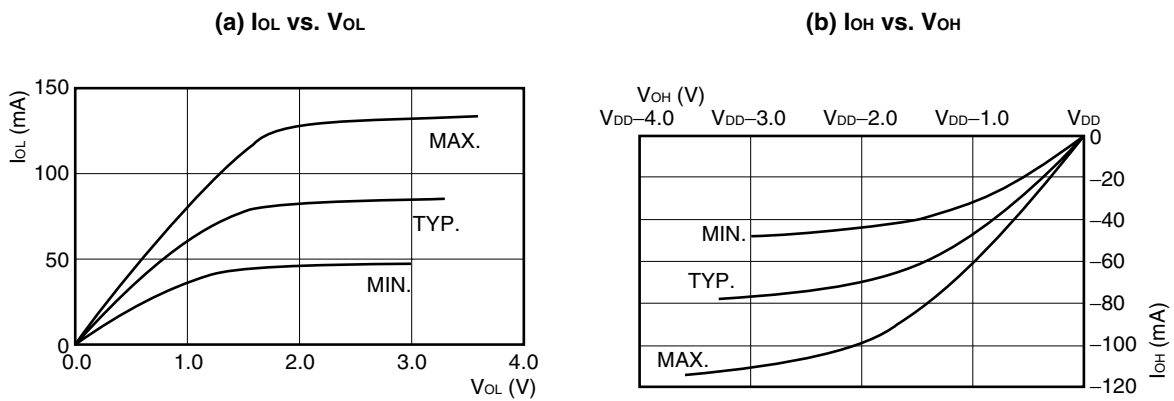 (a) IOL vs. VOL
IOL (mA)
150
100
50
0
MAX.
TYP.
MIN.
0.0 1.0 2.0 3.0 4.0
VOL (V)
(b) IOH vs. VOH
VOH (V)
VDD−4.0 VDD−3.0 VDD−2.0 VDD−1.0 VDD
0
−20
−40
−60
−80
−100
−120
IOH (mA)
MIN.
TYP.
MAX.